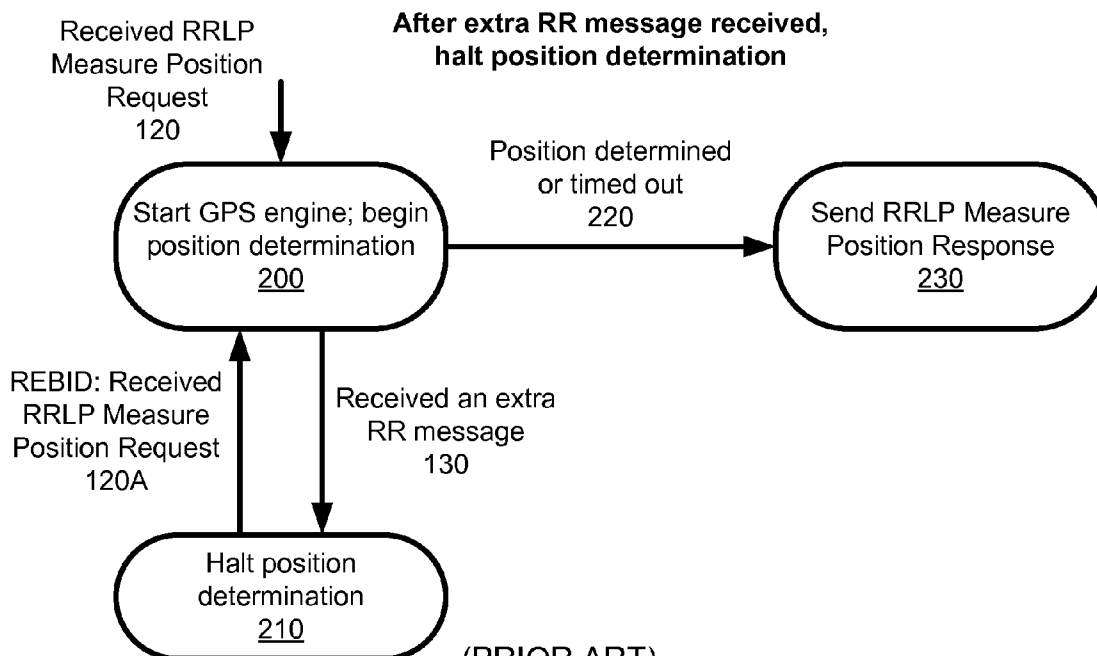 After extra RR message received,
halt position determination
Received RRLP
Measure Position
Request
120
Start GPS engine; begin
position determination
200
Position determined
or timed out
220
Send RRLP Measure
Position Response
230
REBID: Received
RRLP Measure
Position Request
120A
Received an extra
RR message
130
Halt position
determination
210
(PRIOR ART)